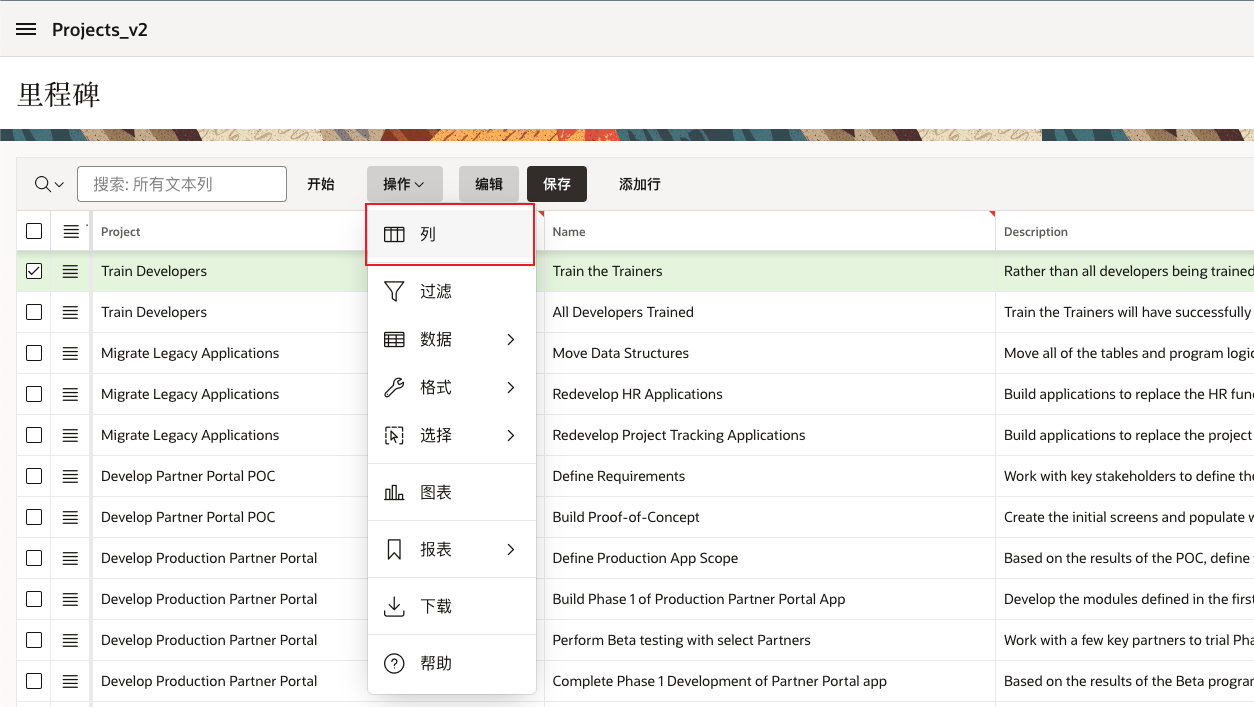 Projects_v2
里程碑
搜索: 所有文本列 开始 操作 编辑 保存 添加行
Project Name Description
列
Train Developers Train the Trainers Rather than all developers being trained
过滤
Train Developers All Developers Trained Train the Trainers will have successfully
数据
Migrate Legacy Applications Move Data Structures Move all of the tables and program logic
格式
Migrate Legacy Applications Redevelop HR Applications Build applications to replace the HR
选择
Migrate Legacy Applications Redevelop Project Tracking Applications Build applications to replace the project
Develop Partner Portal POC Define Requirements Work with key stakeholders to define the
图表
Develop Partner Portal POC Build Proof-of-Concept Create the initial screens and populate
报表
Develop Production Partner Portal Define Production App Scope Based on the results of the POC, define
下载
Develop Production Partner Portal Build Phase 1 of Production Partner Portal App Develop the modules defined in the first
Develop Production Partner Portal Perform Beta testing with select Partners Work with a few key partners to trial
帮助
Develop Production Partner Portal Complete Phase 1 Development of Partner Portal app Based on the results of the Beta